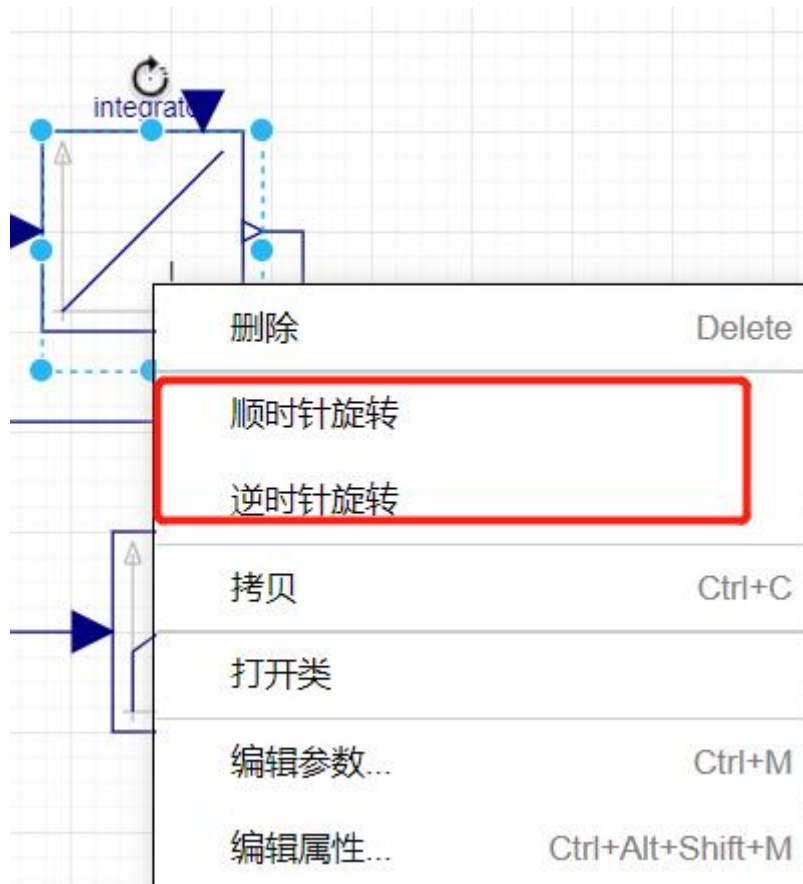 integrator
删除 Delete
顺时针旋转
逆时针旋转
拷贝 Ctrl+C
打开类
编辑参数... Ctrl+M
编辑属性... Ctrl+Alt+Shift+M